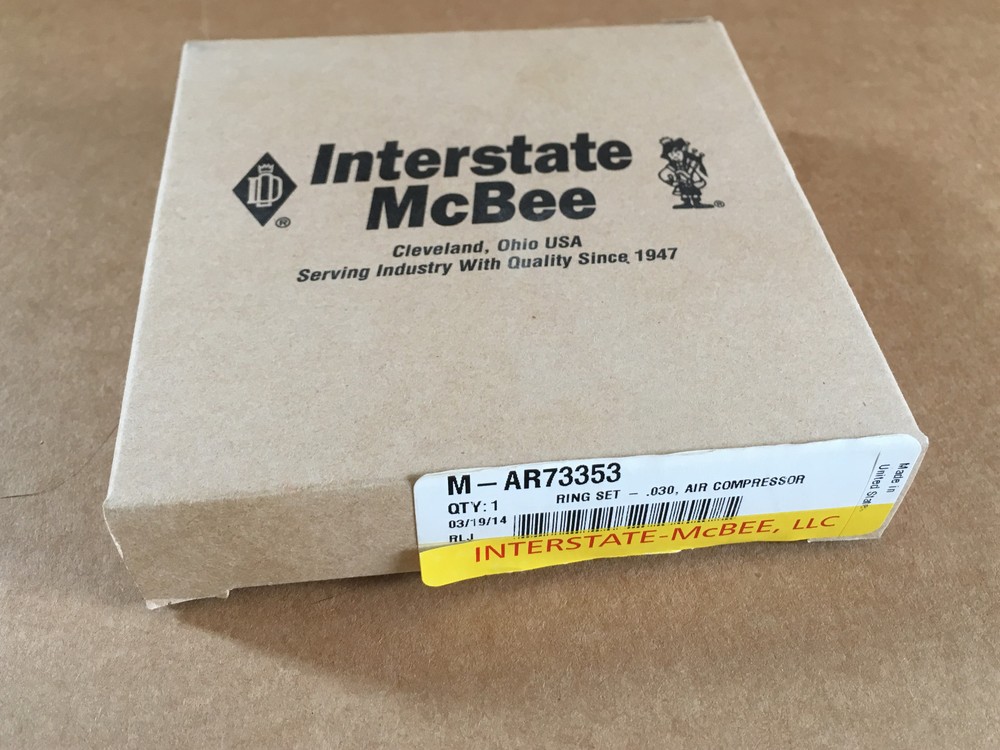 Interstate
McBee
®
®
Cleveland, Ohio USA
Serving Industry With Quality Since 1947
M-AR73353
QTY: 1
RING SET - .030, AIR COMPRESSOR
03/19/14
RLJ
INTERSTATE-McBEE, LLC
Made in
United